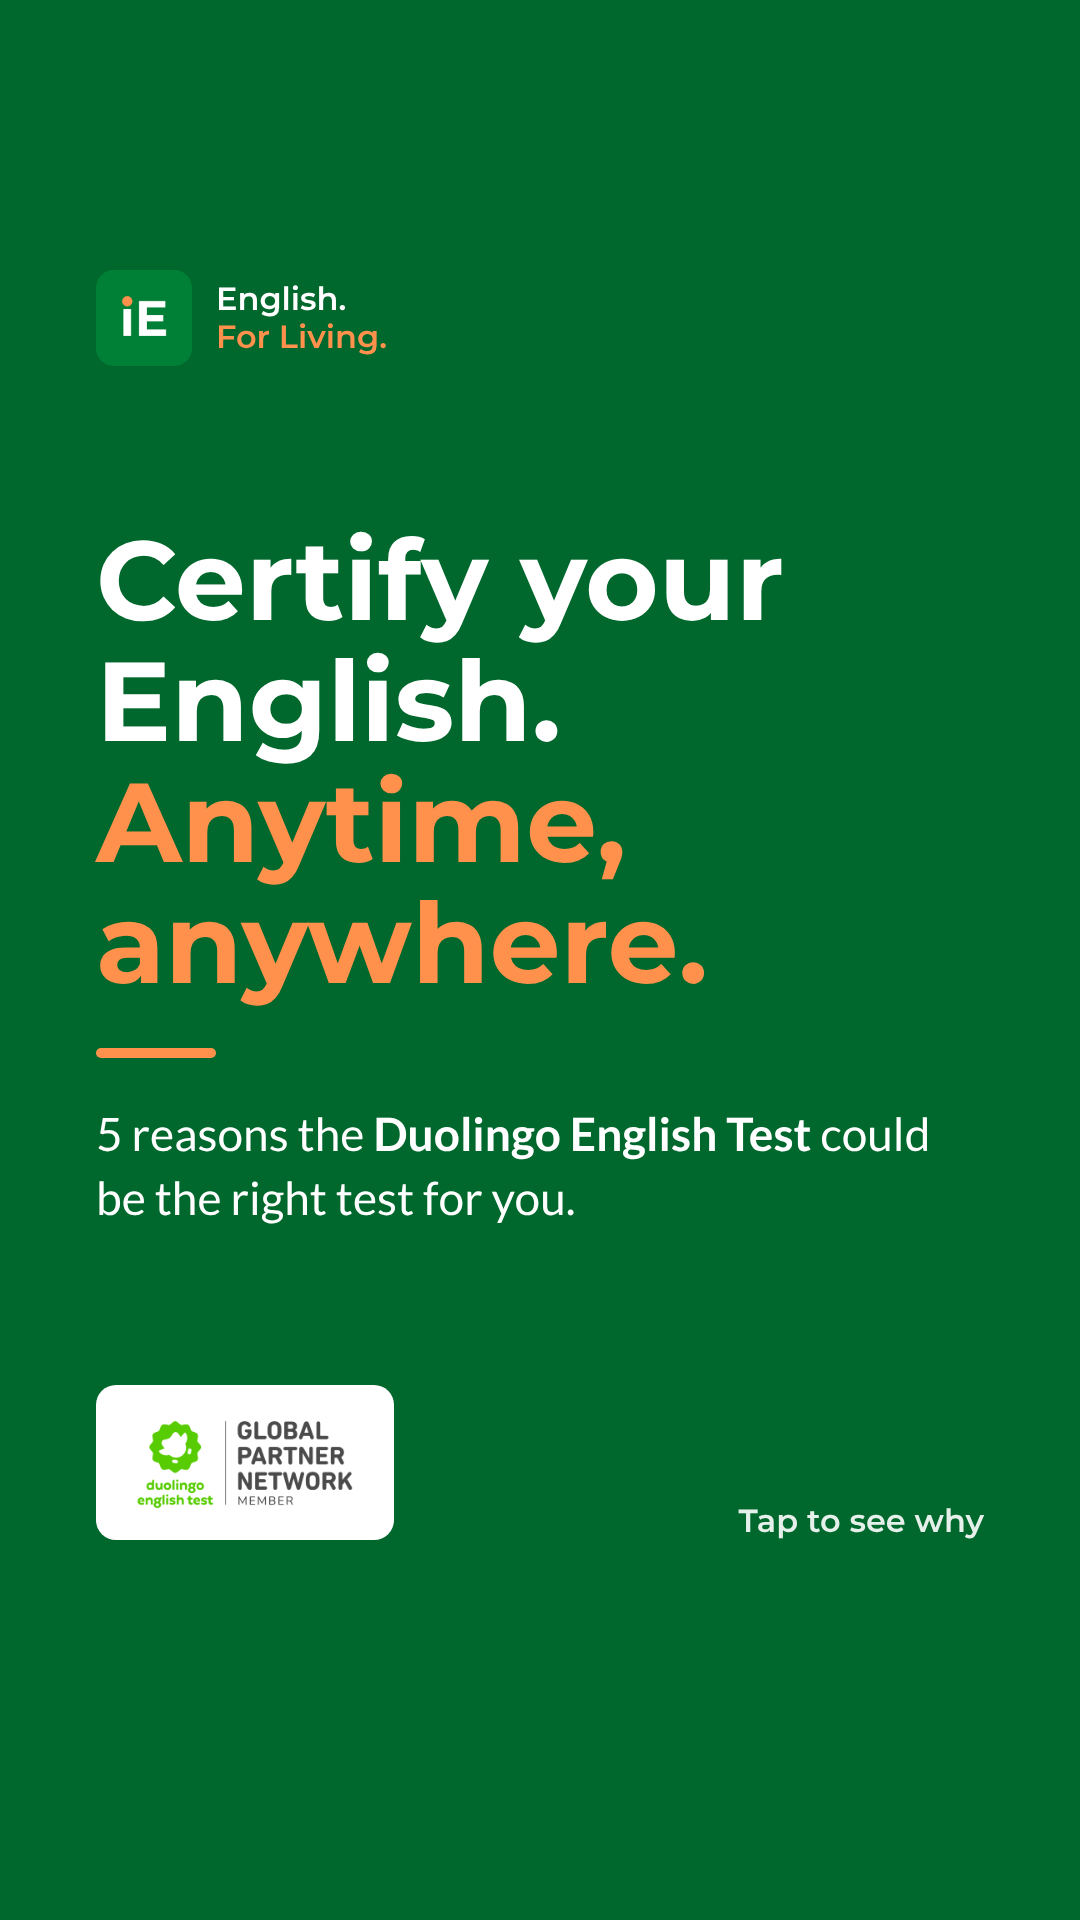 iE
English.
For Living.
Certify your
English.
Anytime,
anywhere.
5 reasons the Duolingo English Test could
be the right test for you.
duolingo
english test
GLOBAL
PARTNER
NETWORK
MEMBER
Tap to see why